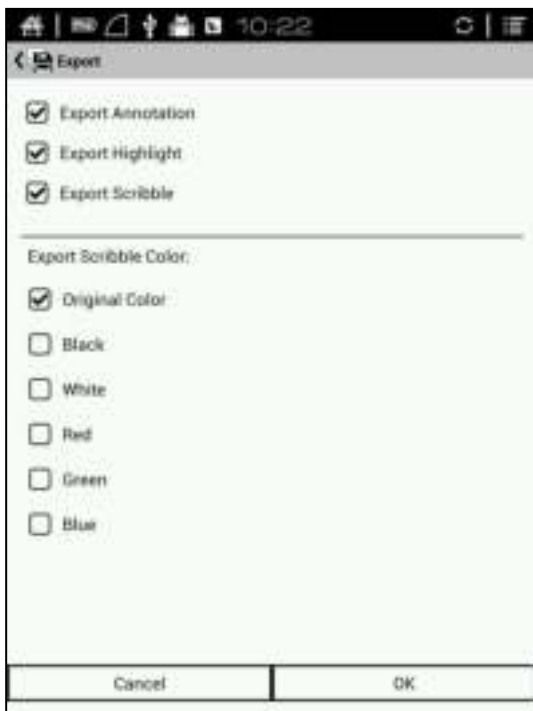 10:22
Export
Export Annotation
Export Highlight
Export Scribble
Export Scribble Color:
Original Color
Black
White
Red
Green
Blue
Cancel
OK